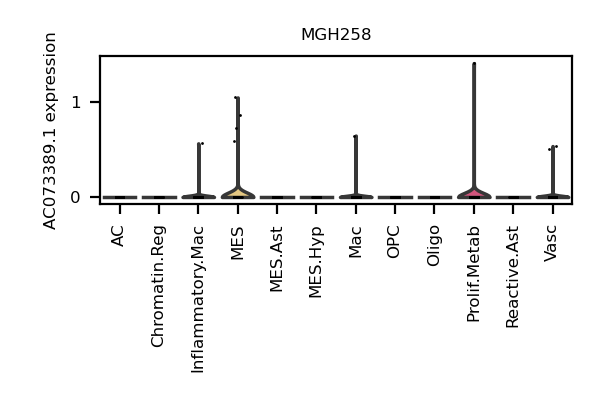 MGH258
AC073389.1 expression
1
0
AC
Chromatin.Reg
Inflammatory.Mac
MES
MES.Ast
MES.Hyp
Mac
OPC
Oligo
Prolif.Metab
Reactive.Ast
Vasc